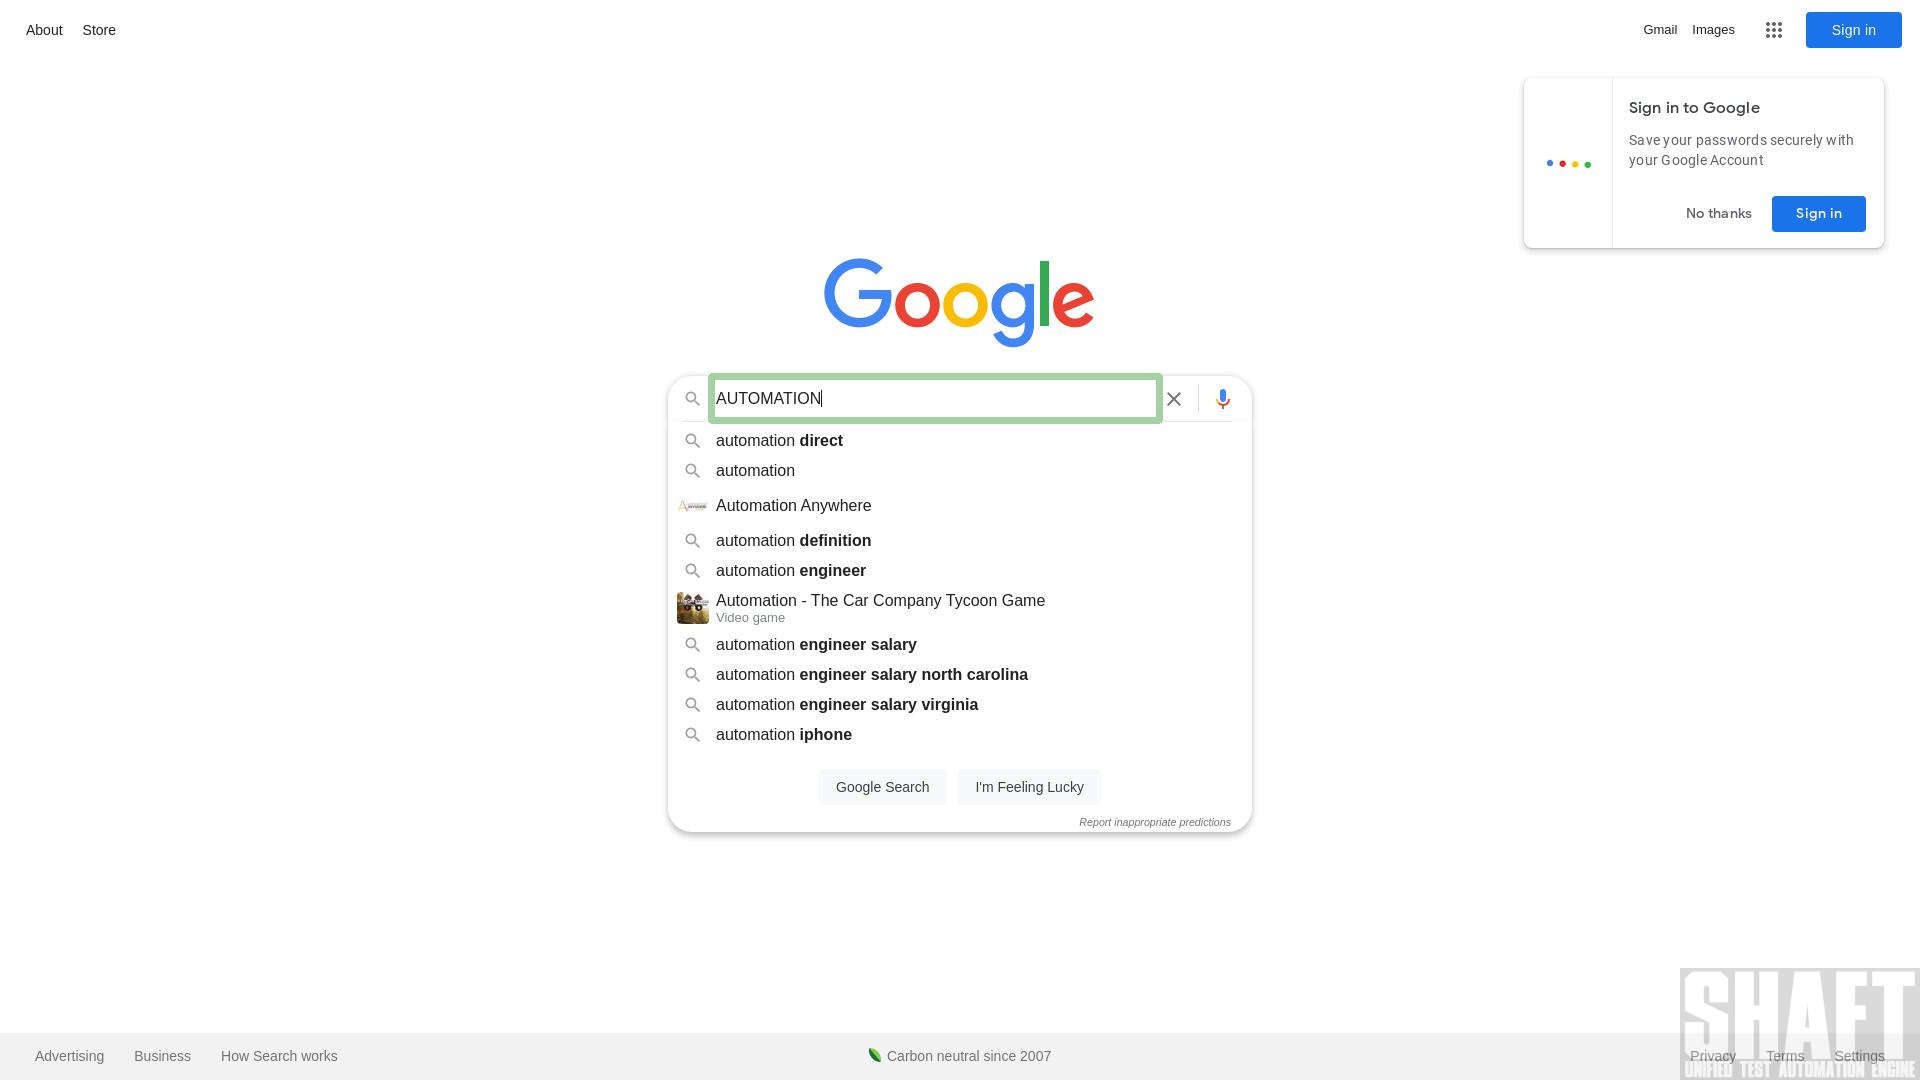 About Store
Gmail Images Sign in
Sign in to Google
Save your passwords securely with
your Google Account
No thanks Sign in
Google
AUTOMATION
automation direct
automation
Automation Anywhere
automation definition
automation engineer
Automation - The Car Company Tycoon Game
Video game
automation engineer salary
automation engineer salary north carolina
automation engineer salary virginia
automation iphone
Google Search I'm Feeling Lucky
Report inappropriate predictions
SHAFT
Advertising Business How Search works Carbon neutral since 2007 Privacy Terms Settings
UNIFIED TEST AUTOMATION ENGINE